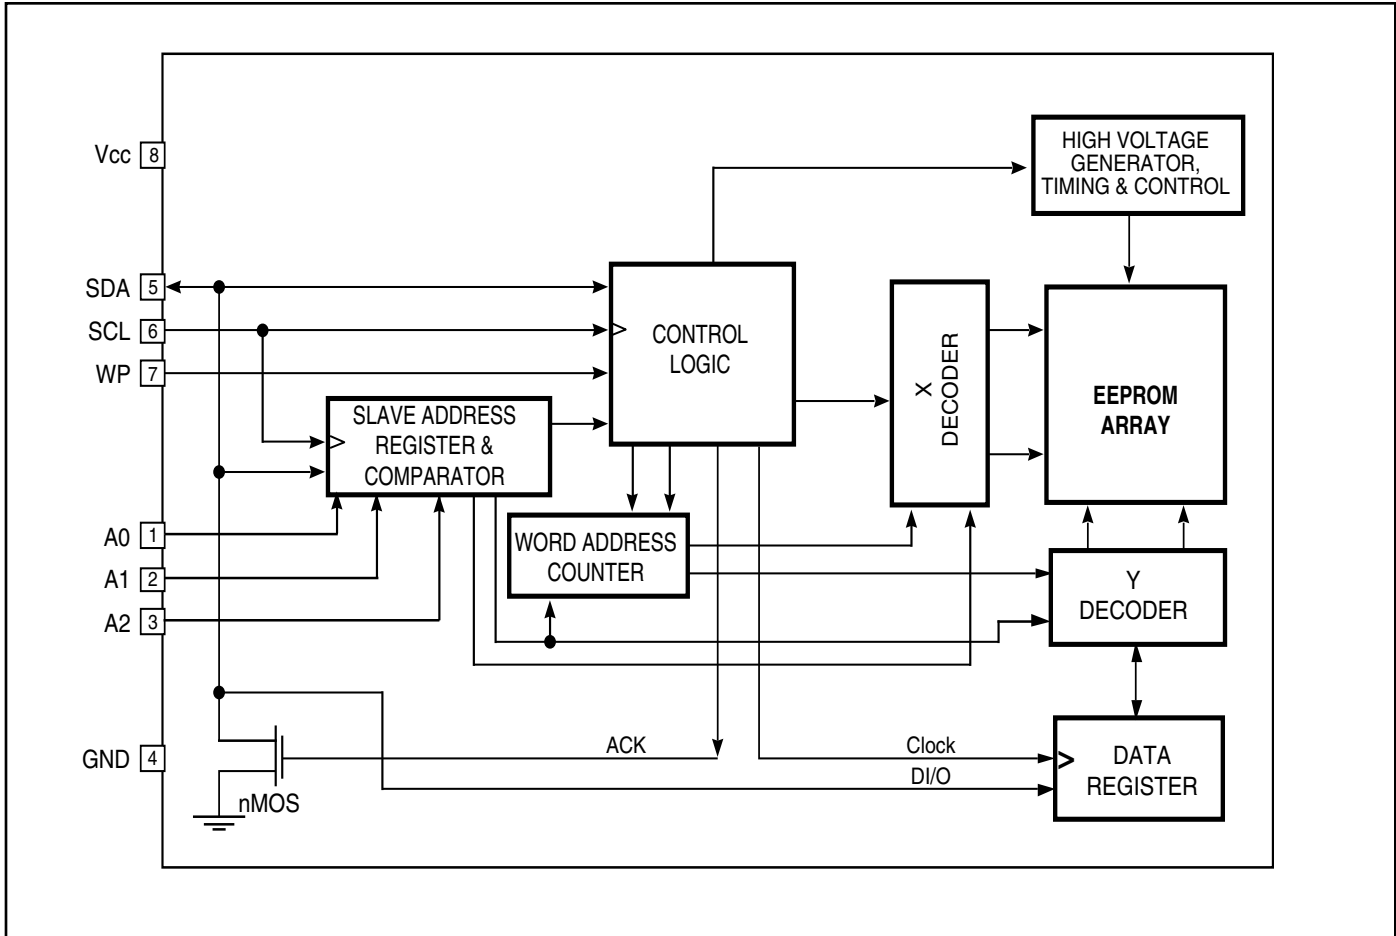 HIGH VOLTAGE
GENERATOR,
TIMING & CONTROL
Vcc 8
SDA 5
SCL 6
WP 7
CONTROL
LOGIC
X
DECODER
EEPROM
ARRAY
SLAVE ADDRESS
REGISTER &
COMPARATOR
A0 1
A1 2
A2 3
WORD ADDRESS
COUNTER
Y
DECODER
GND 4
nMOS
ACK
Clock
DI/O
DATA
REGISTER